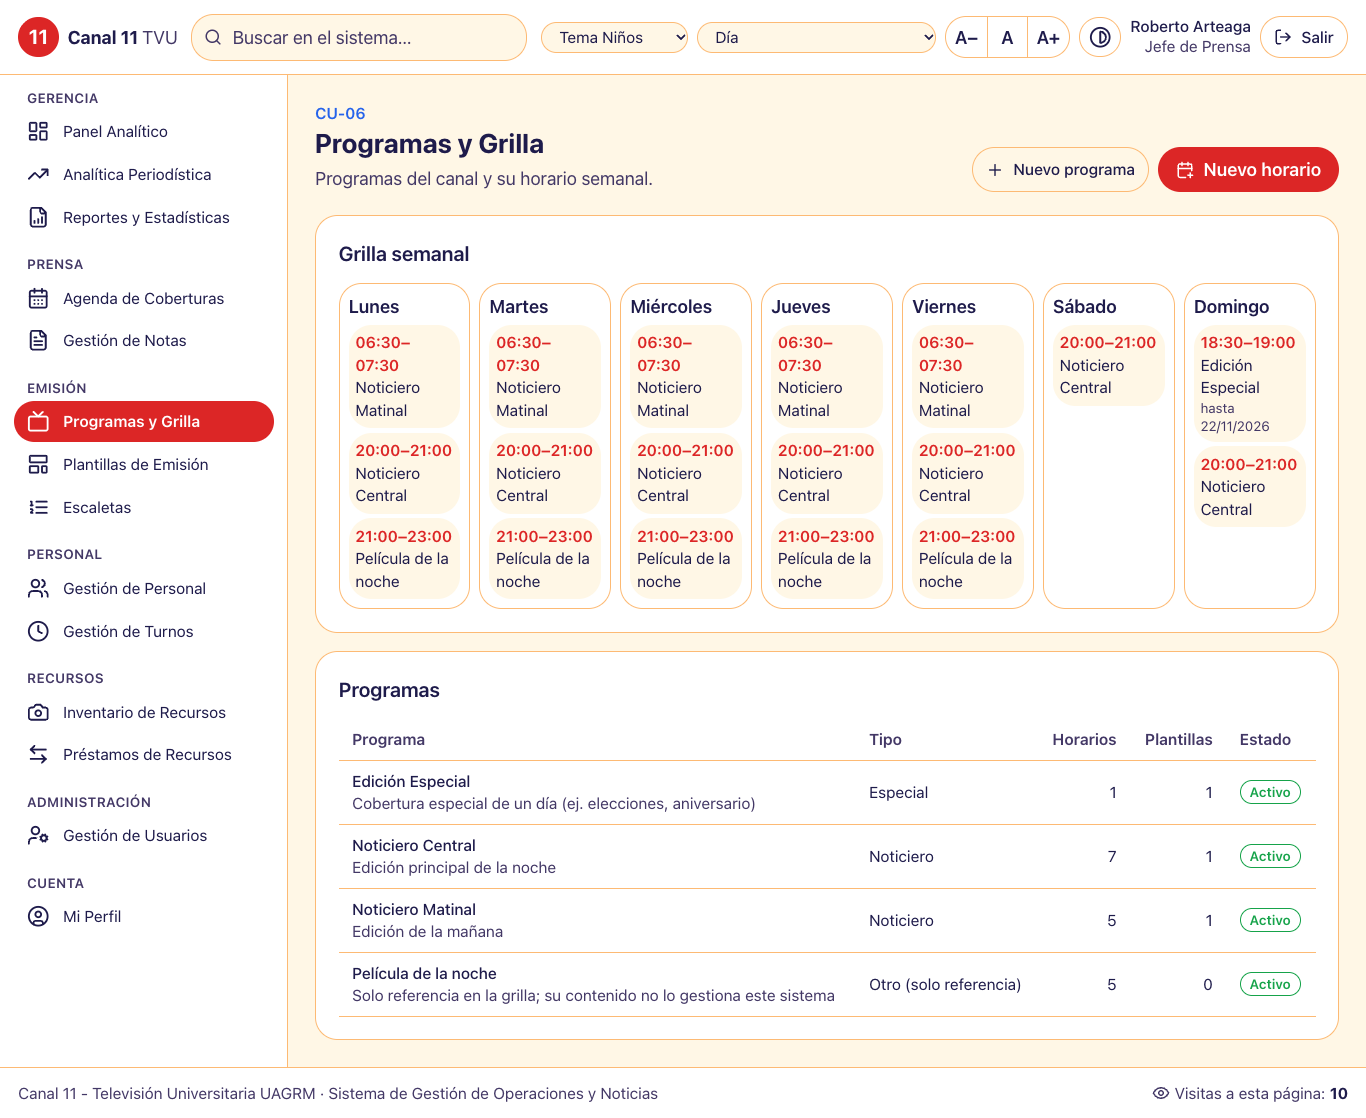 11 Canal 11 TVU
Buscar en el sistema...
Tema Niños
Día
A− A A+
Roberto Arteaga
Jefe de Prensa
Salir
GERENCIA
Panel Analítico
Analítica Periodística
Reportes y Estadísticas
PRENSA
Agenda de Coberturas
Gestión de Notas
EMISIÓN
Programas y Grilla
Plantillas de Emisión
Escaletas
PERSONAL
Gestión de Personal
Gestión de Turnos
RECURSOS
Inventario de Recursos
Préstamos de Recursos
ADMINISTRACIÓN
Gestión de Usuarios
CUENTA
Mi Perfil
CU-06
Programas y Grilla
Programas del canal y su horario semanal.
Nuevo programa
Nuevo horario
Grilla semanal
Lunes
06:30–
07:30
Noticiero
Matinal
20:00–21:00
Noticiero
Central
21:00–23:00
Película de la
noche
Martes
06:30–
07:30
Noticiero
Matinal
20:00–21:00
Noticiero
Central
21:00–23:00
Película de la
noche
Miércoles
06:30–
07:30
Noticiero
Matinal
20:00–21:00
Noticiero
Central
21:00–23:00
Película de la
noche
Jueves
06:30–
07:30
Noticiero
Matinal
20:00–21:00
Noticiero
Central
21:00–23:00
Película de la
noche
Viernes
06:30–
07:30
Noticiero
Matinal
20:00–21:00
Noticiero
Central
21:00–23:00
Película de la
noche
Sábado
20:00–21:00
Noticiero
Central
Domingo
18:30–19:00
Edición
Especial
hasta
22/11/2026
20:00–21:00
Noticiero
Central
Programas
Programa Tipo Horarios Plantillas Estado
Edición Especial
Cobertura especial de un día (ej. elecciones, aniversario)
Especial 1 1 Activo
Noticiero Central
Edición principal de la noche
Noticiero 7 1 Activo
Noticiero Matinal
Edición de la mañana
Noticiero 5 1 Activo
Película de la noche
Solo referencia en la grilla; su contenido no lo gestiona este sistema
Otro (solo referencia) 5 0 Activo
Canal 11 - Televisión Universitaria UAGRM · Sistema de Gestión de Operaciones y Noticias
Visitas a esta página: 10